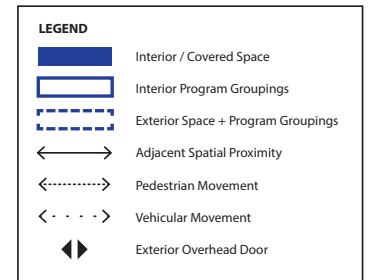 LEGEND
Interior / Covered Space
Interior Program Groupings
Exterior Space + Program Groupings
Adjacent Spatial Proximity
Pedestrian Movement
Vehicular Movement
Exterior Overhead Door